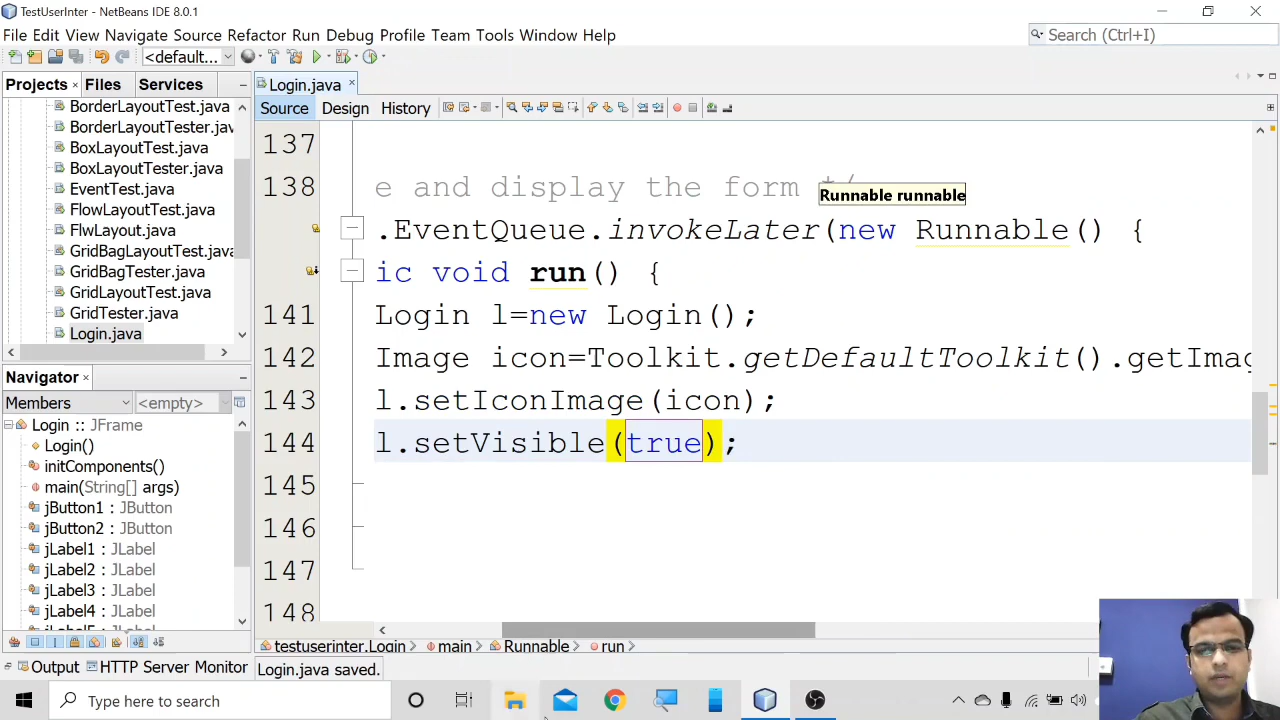 TestUserInter - NetBeans IDE 8.0.1
File Edit View Navigate Source Refactor Run Debug Profile Team Tools Window Help
Search (Ctrl+I)
<default...
Projects Files Services
Login.java
Source Design History
BorderLayoutTest.java
BorderLayoutTester.jav
BoxLayoutTest.java
BoxLayoutTester.java
EventTest.java
FlowLayoutTest.java
FlwLayout.java
GridBagLayoutTest.java
GridBagTester.java
GridLayoutTest.java
GridTester.java
Login.java
Navigator
Members <empty>
Login :: JFrame
Login()
initComponents()
main(String[] args)
jButton1 : JButton
jButton2 : JButton
jLabel1 : JLabel
jLabel2 : JLabel
jLabel3 : JLabel
jLabel4 : JLabel
137
138 e and display the form */
Runnable runnable
.EventQueue.invokeLater(new Runnable() {
ic void run() {
141 Login l=new Login();
142 Image icon=Toolkit.getDefaultToolkit().getImag
143 l.setIconImage(icon);
144 l.setVisible(true);
145
146
147
148
testuserinter.Login main Runnable run
Output HTTP Server Monitor
Login.java saved.
Type here to search